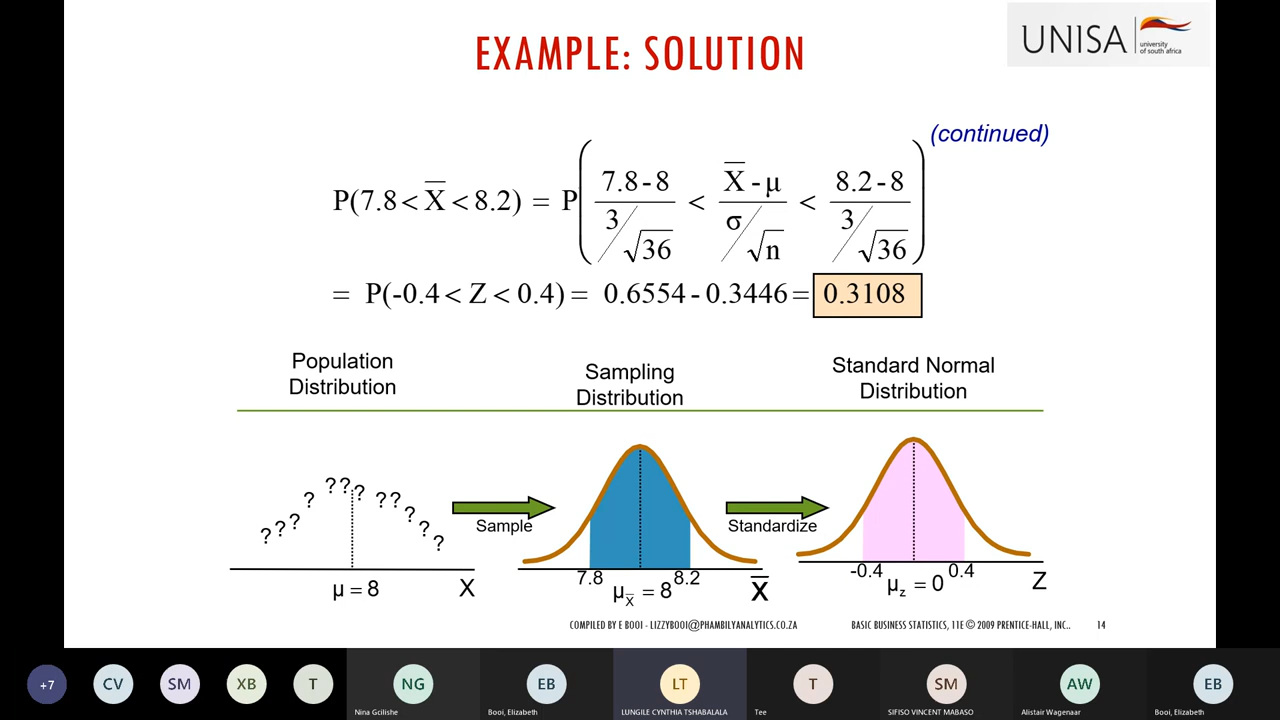 EXAMPLE: SOLUTION
UNISA
university
of south africa
(continued)
P(7.8 < X̅ < 8.2) = P( (7.8 - 8)/(3/√36) < (X̅ - μ)/(σ/√n) < (8.2 - 8)/(3/√36) )
= P(-0.4 < Z < 0.4) = 0.6554 - 0.3446 = 0.3108
Population
Distribution
Sampling
Distribution
Standard Normal
Distribution
? ? ? ? ? ? ? ? ? ? ? ?
Sample
Standardize
μ = 8
X
7.8
8.2
μX̅ = 8
X̅
-0.4
0.4
μz = 0
Z
COMPILED BY E BOOI - LIZZYBOOI@PHAMBILYANALYTICS.CO.ZA
BASIC BUSINESS STATISTICS, 11E © 2009 PRENTICE-HALL, INC..
14
+7
CV
SM
XB
T
NG
Nina Gcilishe
EB
Booi, Elizabeth
LT
LUNGILE CYNTHIA TSHABALALA
T
Tee
SM
SIFISO VINCENT MABASO
AW
Alistair Wagenaar
EB
Booi, Elizabeth